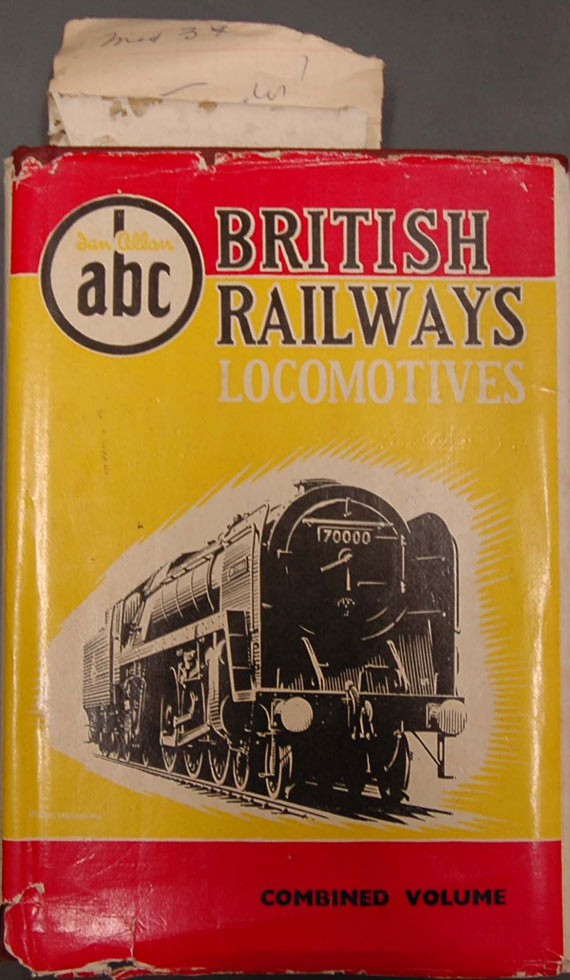 Ian Allan
abc
BRITISH
RAILWAYS
LOCOMOTIVES
70000
COMBINED VOLUME